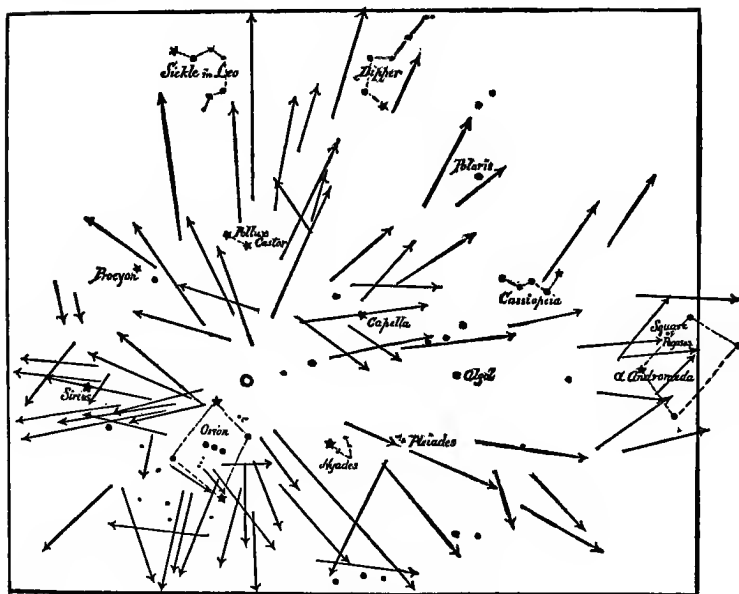 Sickle in Leo
Dipper
Polaris
Pollux
Castor
Procyon
Cassiopeia
Capella
Square
of
Pegasus
Algol
α Andromeda
Sirius
Orion
Hyades
Pleiades